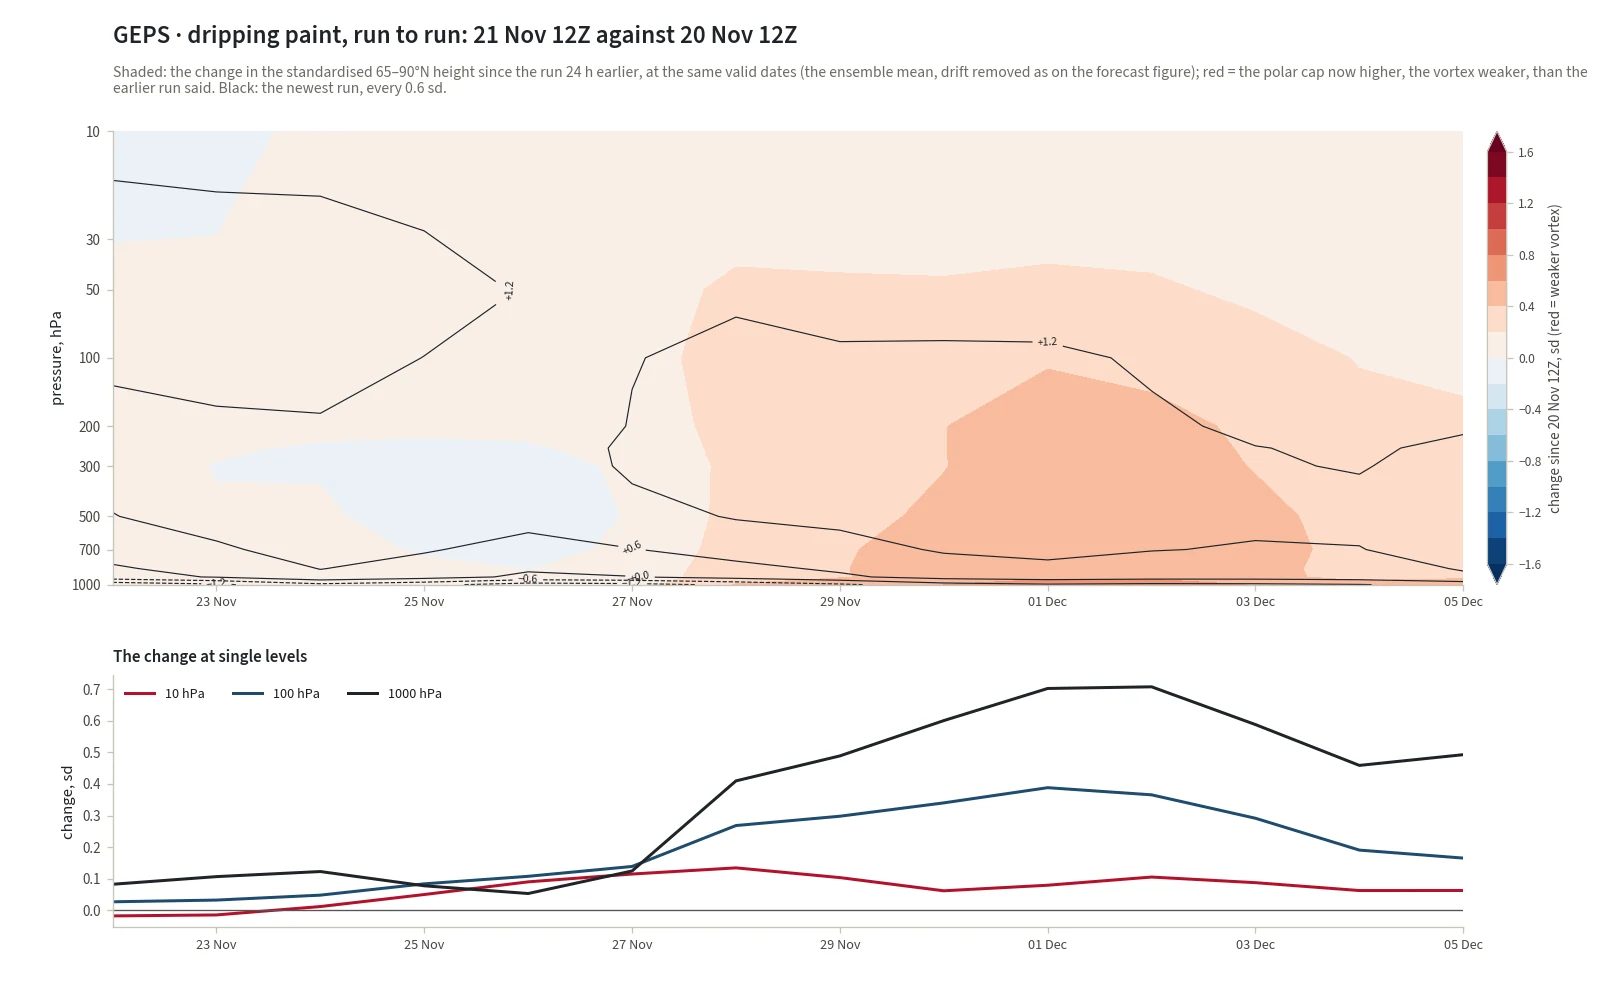 GEPS · dripping paint, run to run: 21 Nov 12Z against 20 Nov 12Z
Shaded: the change in the standardised 65–90°N height since the run 24 h earlier, at the same valid dates (the ensemble mean, drift removed as on the forecast figure); red = the polar cap now higher, the vortex weaker, than the
earlier run said. Black: the newest run, every 0.6 sd.
pressure, hPa
10
30
50
100
200
300
500
700
1000
+1.2
+1.2
+0.6
+0.0
−0.6
23 Nov
25 Nov
27 Nov
29 Nov
01 Dec
03 Dec
05 Dec
1.6
1.2
0.8
0.4
0.0
−0.4
−0.8
−1.2
−1.6
change since 20 Nov 12Z, sd (red = weaker vortex)
The change at single levels
10 hPa
100 hPa
1000 hPa
change, sd
0.7
0.6
0.5
0.4
0.3
0.2
0.1
0.0
23 Nov
25 Nov
27 Nov
29 Nov
01 Dec
03 Dec
05 Dec